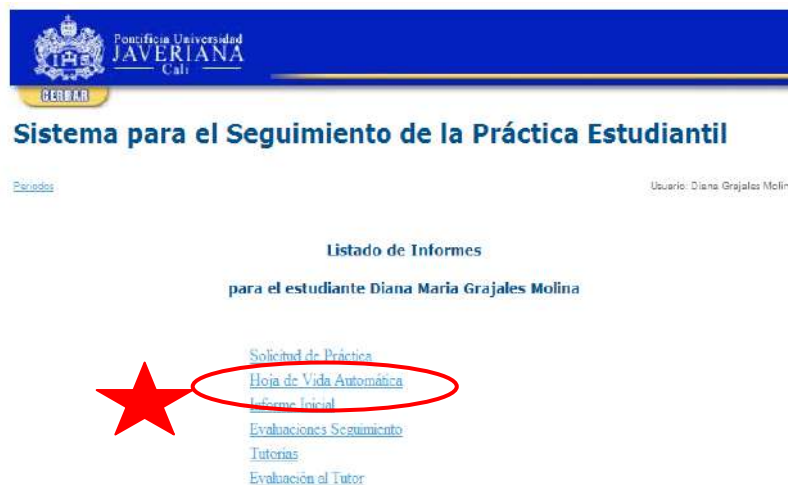 Pontificia Universidad
JAVERIANA
Cali
CERRAR
Sistema para el Seguimiento de la Práctica Estudiantil
Periodos
Usuario: Diana Grajales Molin
Listado de Informes
para el estudiante Diana Maria Grajales Molina
Solicitud de Práctica
Hoja de Vida Automática
Informe Inicial
Evaluaciones Seguimiento
Tutorias
Evaluación al Tutor